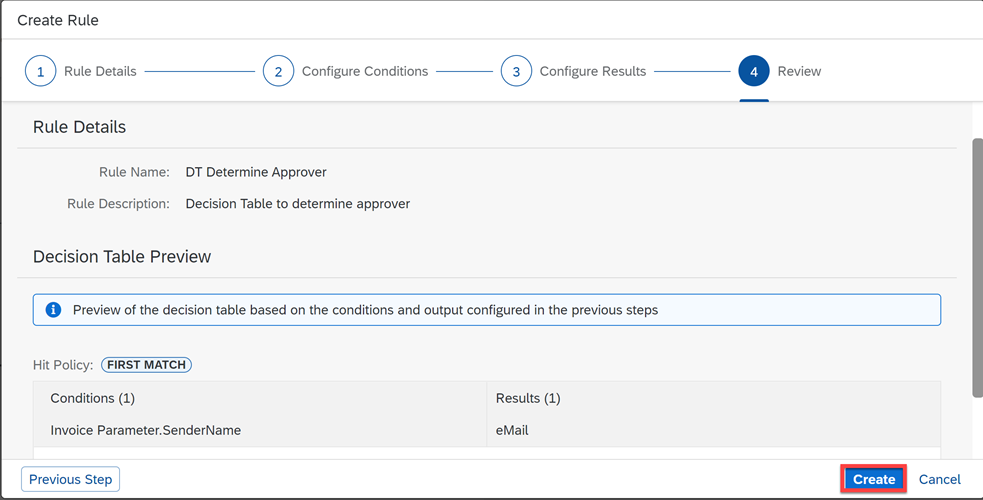 Create Rule
1 Rule Details 2 Configure Conditions 3 Configure Results 4 Review
Rule Details
Rule Name: DT Determine Approver
Rule Description: Decision Table to determine approver
Decision Table Preview
Preview of the decision table based on the conditions and output configured in the previous steps
Hit Policy: FIRST MATCH
Conditions (1) Results (1)
Invoice Parameter.SenderName eMail
Previous Step Create Cancel